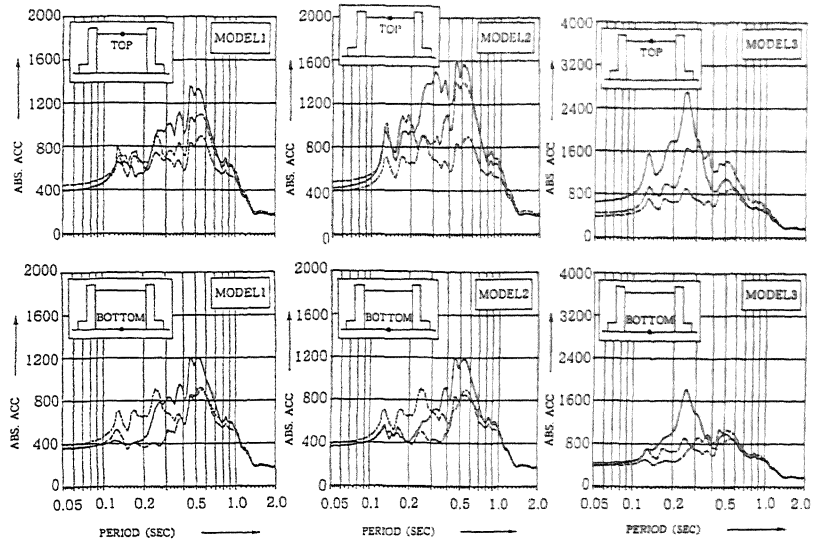 2000
1600
1200
800
400
0
ABS. ACC
TOP
MODEL1
2000
1600
1200
800
400
0
ABS. ACC
TOP
MODEL2
4000
3200
2400
1600
800
0
ABS. ACC
TOP
MODEL3
2000
1600
1200
800
400
0
ABS. ACC
BOTTOM
MODEL1
0.05 0.1 0.2 0.5 1.0 2.0
PERIOD (SEC)
2000
1600
1200
800
400
0
ABS. ACC
BOTTOM
MODEL2
0.05 0.1 0.2 0.5 1.0 2.0
PERIOD (SEC)
4000
3200
2400
1600
800
0
ABS. ACC
BOTTOM
MODEL3
0.05 0.1 0.2 0.5 1.0 2.0
PERIOD (SEC)